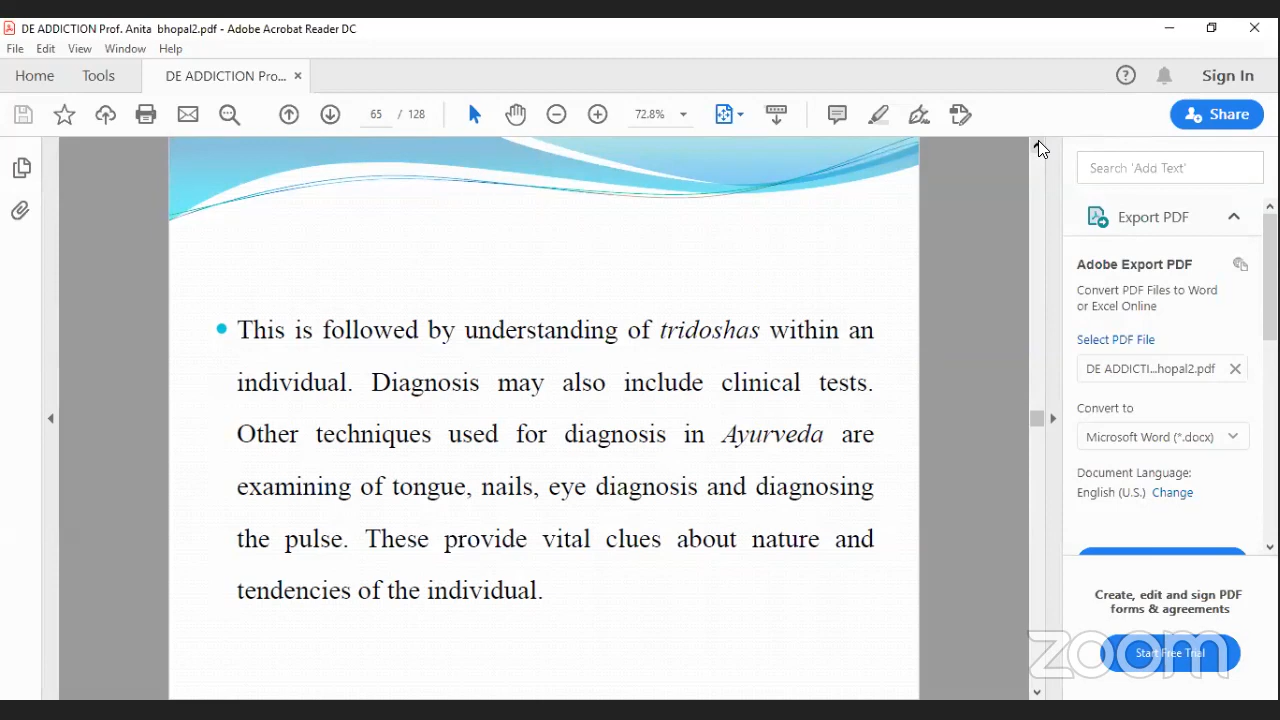 DE ADDICTION Prof. Anita bhopal2.pdf - Adobe Acrobat Reader DC
File Edit View Window Help
Home Tools DE ADDICTION Pro... ×
Sign In
65 / 128
72.8%
Share
This is followed by understanding of tridoshas within an
individual. Diagnosis may also include clinical tests.
Other techniques used for diagnosis in Ayurveda are
examining of tongue, nails, eye diagnosis and diagnosing
the pulse. These provide vital clues about nature and
tendencies of the individual.
Search 'Add Text'
Export PDF
Adobe Export PDF
Convert PDF Files to Word
or Excel Online
Select PDF File
DE ADDICTI...hopal2.pdf
Convert to
Microsoft Word (*.docx)
Document Language:
English (U.S.) Change
Create, edit and sign PDF
forms & agreements
Start Free Trial
zoom